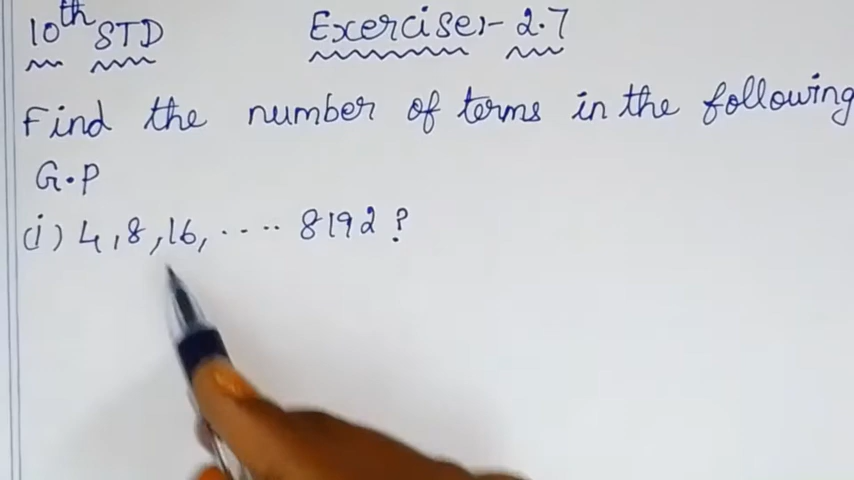 10th STD Exercise:- 2.7
Find the number of terms in the following
G.P
(i) 4, 8, 16, .... 8192 ?